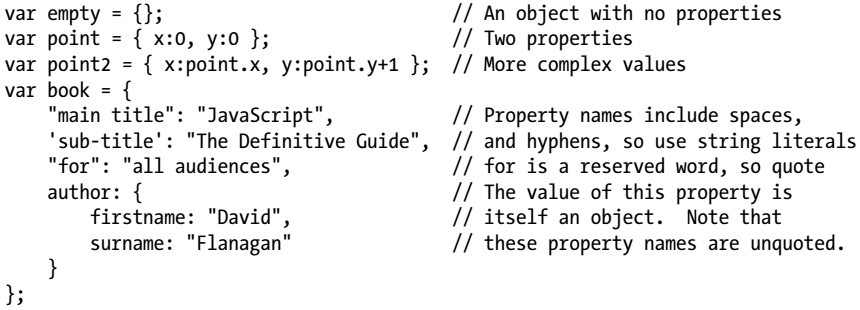 var empty = {};                           // An object with no properties
var point = { x:0, y:0 };                 // Two properties
var point2 = { x:point.x, y:point.y+1 };  // More complex values
var book = {
    "main title": "JavaScript",           // Property names include spaces,
    'sub-title': "The Definitive Guide",  // and hyphens, so use string literals
    "for": "all audiences",               // for is a reserved word, so quote
    author: {                             // The value of this property is
        firstname: "David",               // itself an object.  Note that
        surname: "Flanagan"               // these property names are unquoted.
    }
};